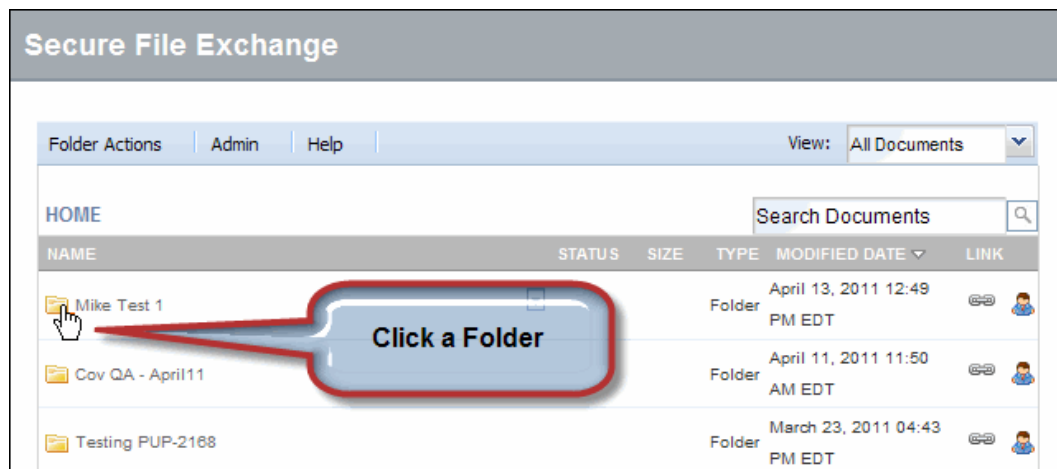 Secure File Exchange
Folder Actions Admin Help View: All Documents
HOME Search Documents
NAME STATUS SIZE TYPE MODIFIED DATE LINK
Mike Test 1 Folder April 13, 2011 12:49
PM EDT
Click a Folder
Cov QA - April11 Folder April 11, 2011 11:50
AM EDT
Testing PUP-2168 Folder March 23, 2011 04:43
PM EDT